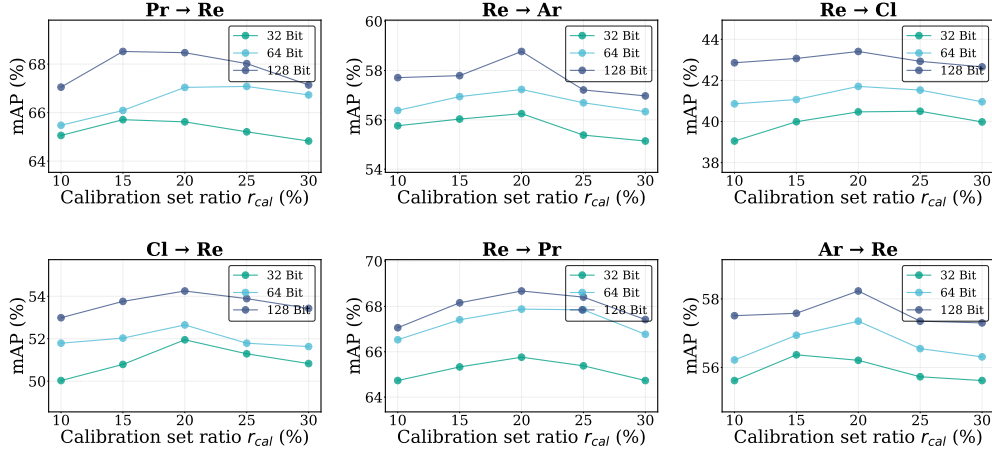 Pr → Re
mAP (%)
68
66
64
32 Bit
64 Bit
128 Bit
10 15 20 25 30
Calibration set ratio r_cal (%)
Re → Ar
mAP (%)
60
58
56
54
32 Bit
64 Bit
128 Bit
10 15 20 25 30
Calibration set ratio r_cal (%)
Re → Cl
mAP (%)
44
42
40
38
32 Bit
64 Bit
128 Bit
10 15 20 25 30
Calibration set ratio r_cal (%)
Cl → Re
mAP (%)
54
52
50
32 Bit
64 Bit
128 Bit
10 15 20 25 30
Calibration set ratio r_cal (%)
Re → Pr
mAP (%)
70
68
66
64
32 Bit
64 Bit
128 Bit
10 15 20 25 30
Calibration set ratio r_cal (%)
Ar → Re
mAP (%)
58
56
32 Bit
64 Bit
128 Bit
10 15 20 25 30
Calibration set ratio r_cal (%)